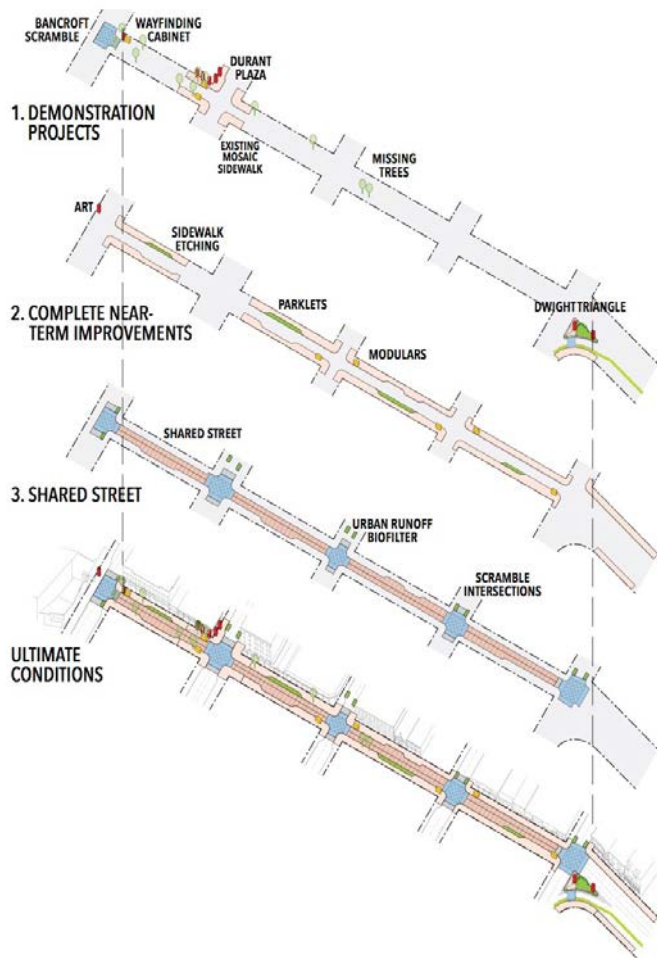 BANCROFT
SCRAMBLE
WAYFINDING
CABINET
DURANT
PLAZA
1. DEMONSTRATION
PROJECTS
EXISTING
MOSAIC
SIDEWALK
MISSING
TREES
ART
SIDEWALK
ETCHING
DWIGHT TRIANGLE
PARKLETS
2. COMPLETE NEAR-
TERM IMPROVEMENTS
MODULARS
SHARED STREET
3. SHARED STREET
URBAN RUNOFF
BIOFILTER
SCRAMBLE
INTERSECTIONS
ULTIMATE
CONDITIONS